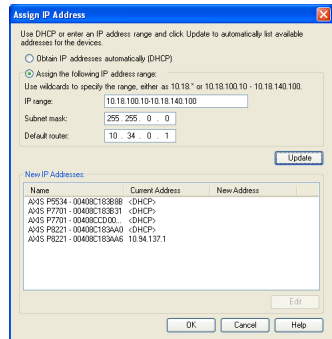 Assign IP Address
Use DHCP or enter an IP address range and click Update to automatically list available
addresses for the devices.
Obtain IP addresses automatically (DHCP)
Assign the following IP address range:
Use wildcards to specify the range, either as 10.18.* or 10.18.100.10 - 10.18.140.100.
IP range: 10.18.100.10-10.18.140.100
Subnet mask: 255 . 255 . 0 . 0
Default router: 10 . 34 . 0 . 1
Update
New IP Addresses:
Name Current Address New Address
AXIS P5534 - 00408C183B8B <DHCP>
AXIS P7701 - 00408C183B31 <DHCP>
AXIS P7701 - 00408CCD00... <DHCP>
AXIS P8221 - 00408C183AA0 <DHCP>
AXIS P8221 - 00408C183AA6 10.94.137.1
Edit
OK Cancel Help